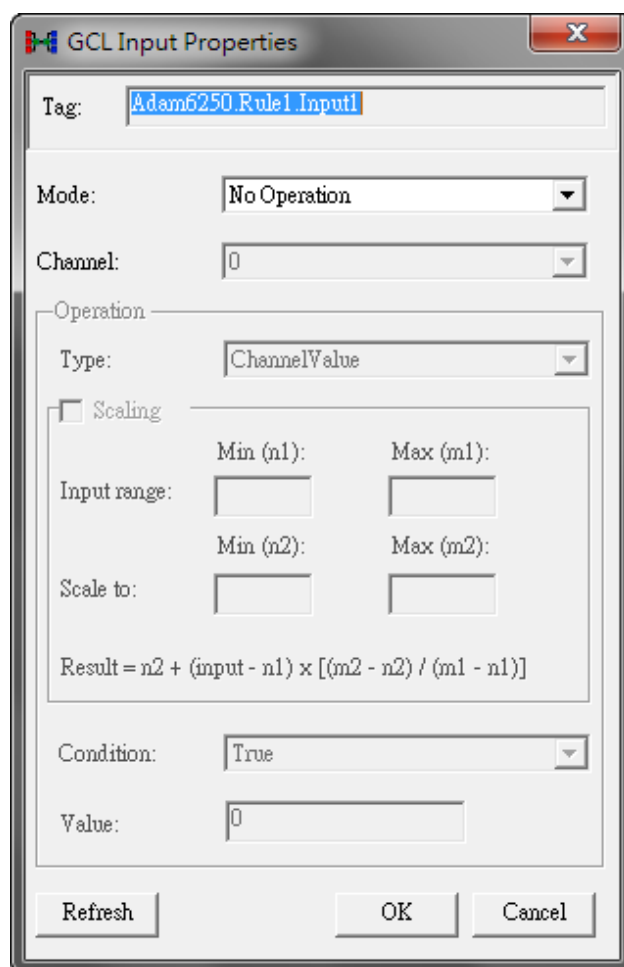 GCL Input Properties
Tag: Adam6250.Rule1.Input1
Mode: No Operation
Channel: 0
Operation
Type: ChannelValue
Scaling
Min (n1): Max (m1):
Input range:
Min (n2): Max (m2):
Scale to:
Result = n2 + (input - n1) x [(m2 - n2) / (m1 - n1)]
Condition: True
Value: 0
Refresh OK Cancel